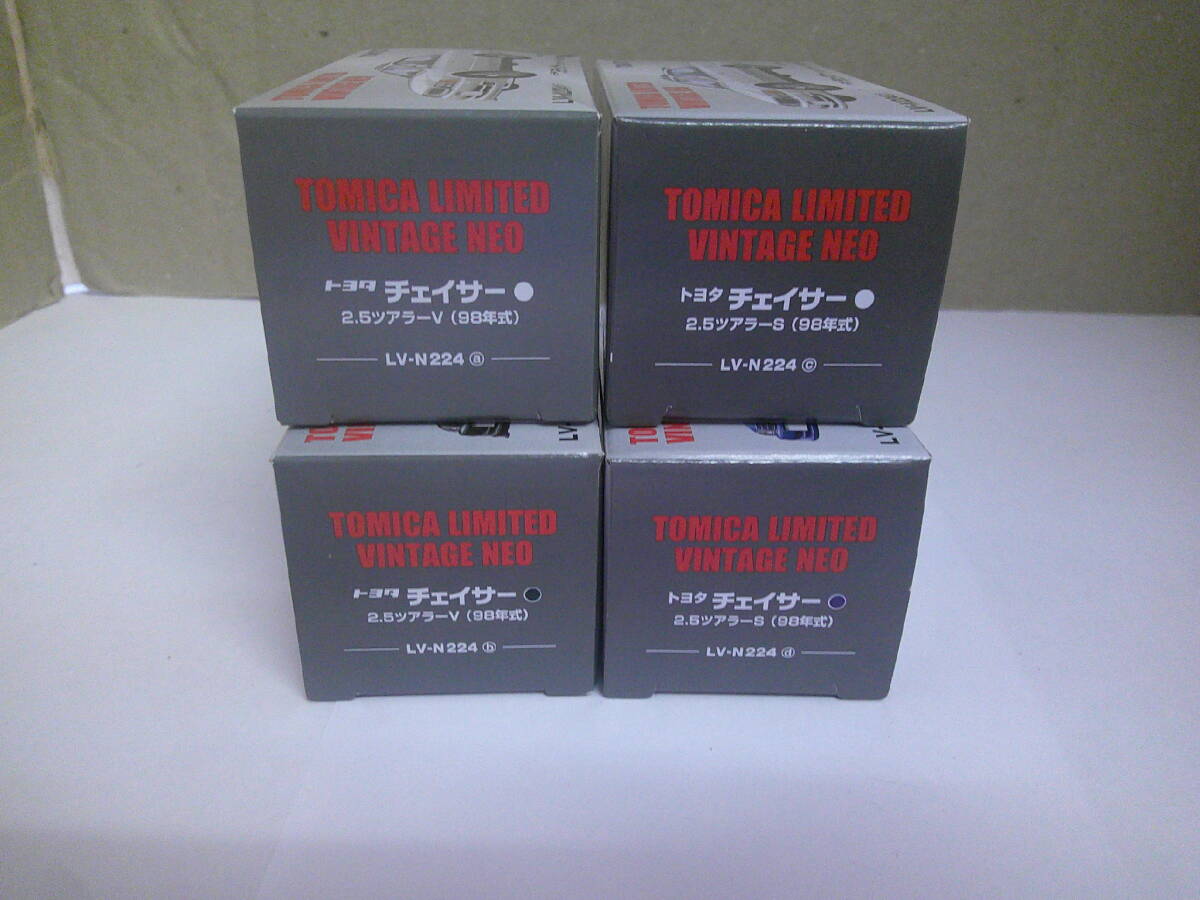 TOMICA LIMITED
VINTAGE NEO
トヨタ チェイサー
2.5ツアラーV（98年式）
LV-N224 ⓐ
TOMICA LIMITED
VINTAGE NEO
トヨタ チェイサー
2.5ツアラーS（98年式）
LV-N224 ⓒ
TOMICA LIMITED
VINTAGE NEO
トヨタ チェイサー
2.5ツアラーV（98年式）
LV-N224 ⓑ
TOMICA LIMITED
VINTAGE NEO
トヨタ チェイサー
2.5ツアラーS（98年式）
LV-N224 ⓓ